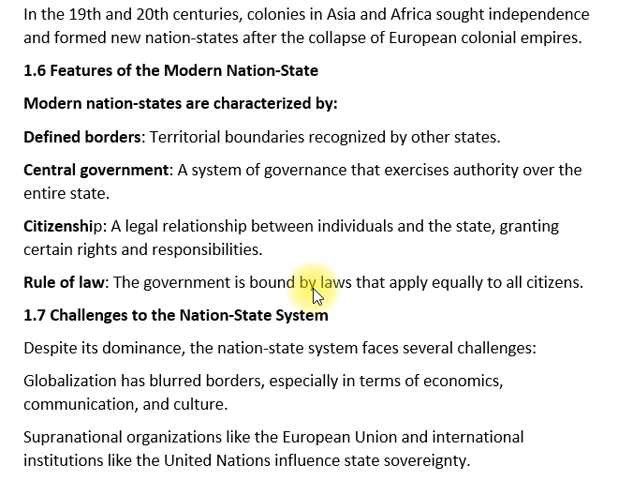 In the 19th and 20th centuries, colonies in Asia and Africa sought independence
and formed new nation-states after the collapse of European colonial empires.
1.6 Features of the Modern Nation-State
Modern nation-states are characterized by:
Defined borders: Territorial boundaries recognized by other states.
Central government: A system of governance that exercises authority over the
entire state.
Citizenship: A legal relationship between individuals and the state, granting
certain rights and responsibilities.
Rule of law: The government is bound by laws that apply equally to all citizens.
1.7 Challenges to the Nation-State System
Despite its dominance, the nation-state system faces several challenges:
Globalization has blurred borders, especially in terms of economics,
communication, and culture.
Supranational organizations like the European Union and international
institutions like the United Nations influence state sovereignty.